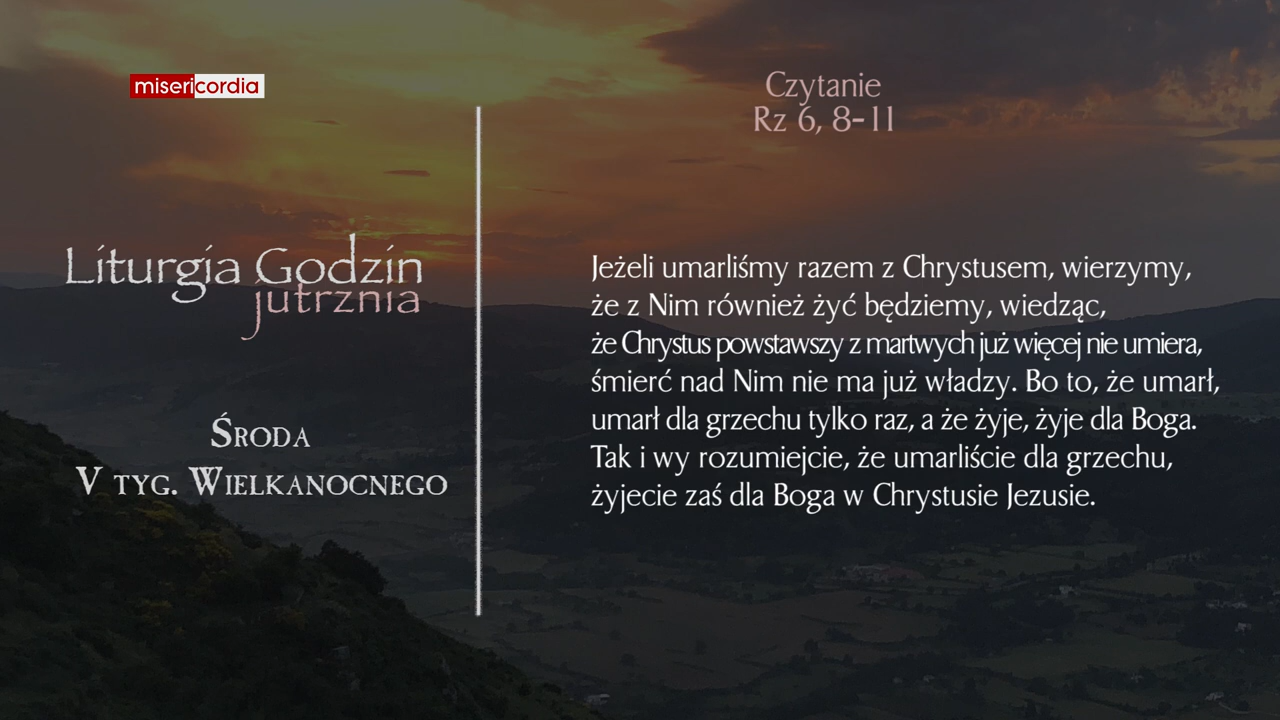 misericordia
Liturgia Godzin
jutrznia
Środa
V tyg. Wielkanocnego
Czytanie
Rz 6, 8-11
Jeżeli umarliśmy razem z Chrystusem, wierzymy,
że z Nim również żyć będziemy, wiedząc,
że Chrystus powstawszy z martwych już więcej nie umiera,
śmierć nad Nim nie ma już władzy. Bo to, że umarł,
umarł dla grzechu tylko raz, a że żyje, żyje dla Boga.
Tak i wy rozumiejcie, że umarliście dla grzechu,
żyjecie zaś dla Boga w Chrystusie Jezusie.